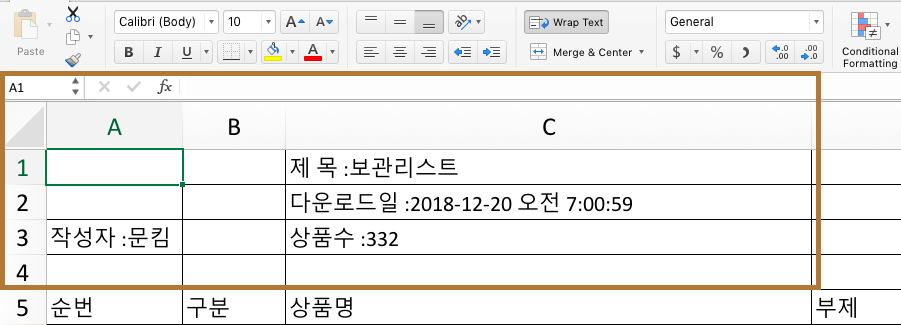 Calibri (Body) 10 A A Wrap Text General
Paste B I U A Merge & Center $ % Conditional Formatting
A1 fx
A B C
1 제 목 :보관리스트
2 다운로드일 :2018-12-20 오전 7:00:59
3 작성자 :문킴 상품수 :332
4
5 순번 구분 상품명 부제